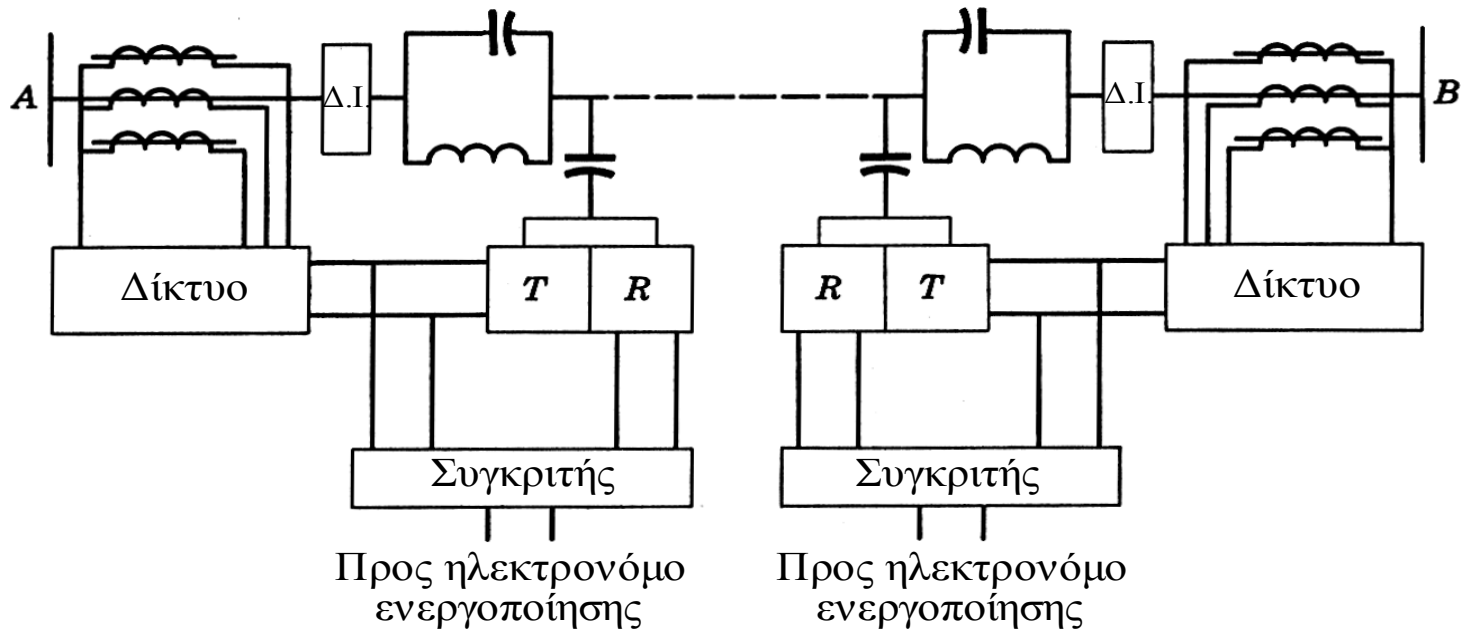 A
Δ.Ι.
Δ.Ι.
B
Δίκτυο
T
R
R
T
Δίκτυο
Συγκριτής
Συγκριτής
Προς ηλεκτρονόμο
ενεργοποίησης
Προς ηλεκτρονόμο
ενεργοποίησης